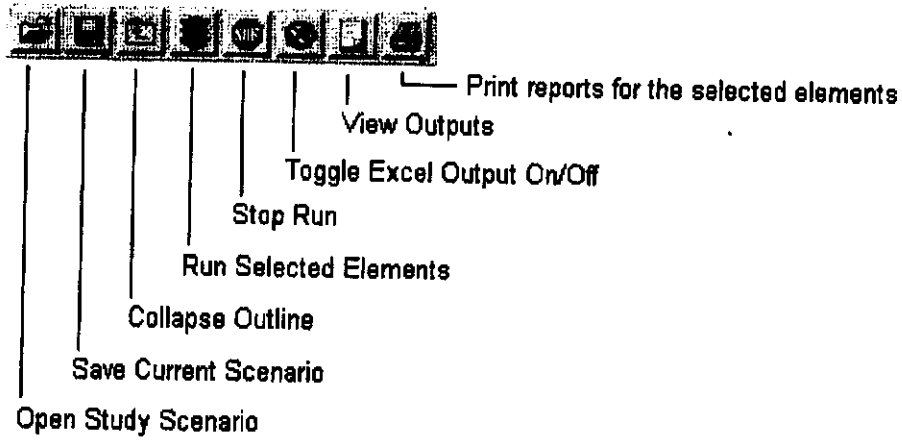 Print reports for the selected elements
View Outputs
Toggle Excel Output On/Off
Stop Run
Run Selected Elements
Collapse Outline
Save Current Scenario
Open Study Scenario